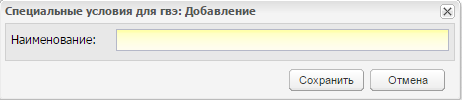 Специальные условия для гвэ: Добавление
Наименование:
Сохранить Отмена